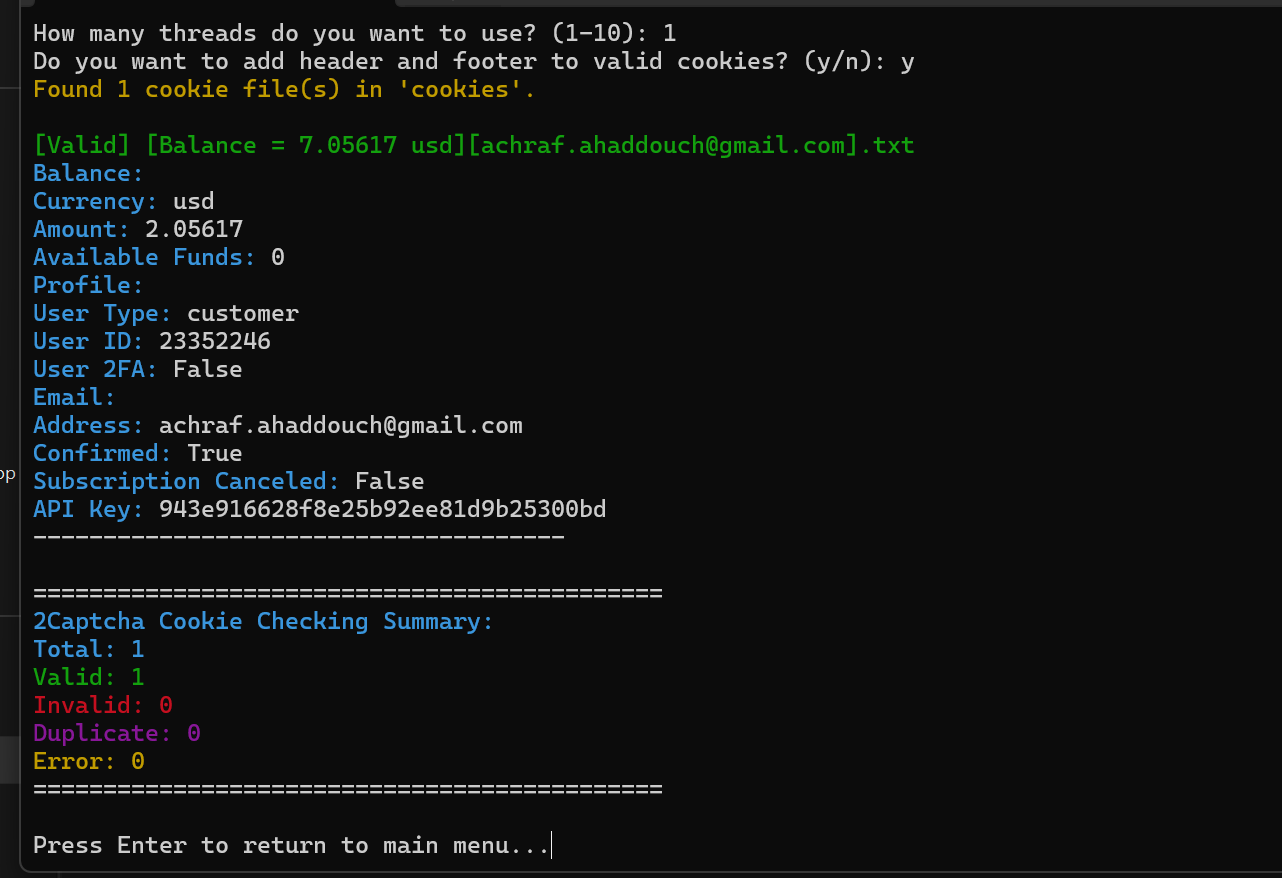 How many threads do you want to use? (1-10): 1
Do you want to add header and footer to valid cookies? (y/n): y
Found 1 cookie file(s) in 'cookies'.
[Valid] [Balance = 7.05617 usd][achraf.ahaddouch@gmail.com].txt
Balance:
Currency: usd
Amount: 2.05617
Available Funds: 0
Profile:
User Type: customer
User ID: 23352246
User 2FA: False
Email:
Address: achraf.ahaddouch@gmail.com
Confirmed: True
op
Subscription Canceled: False
API Key: 943e916628f8e25b92ee81d9b25300bd
--------------------------------------
=============================================
2Captcha Cookie Checking Summary:
Total: 1
Valid: 1
Invalid: 0
Duplicate: 0
Error: 0
=============================================
Press Enter to return to main menu...